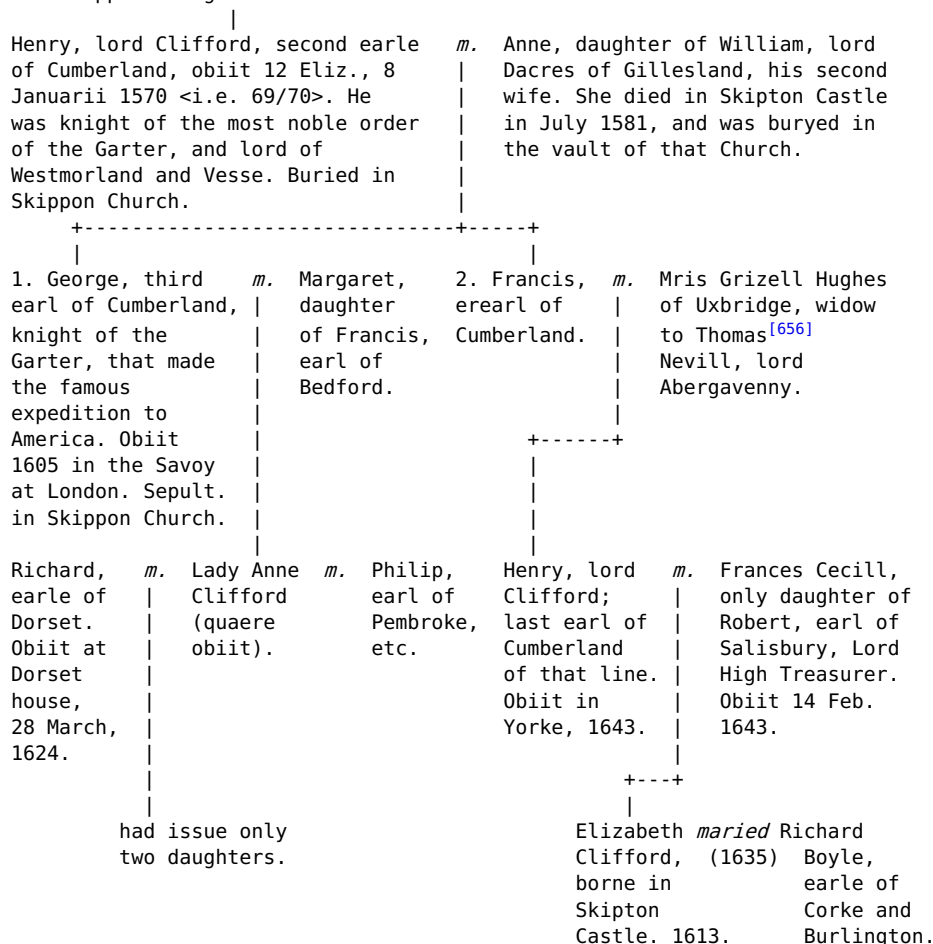 Henry, lord Clifford, second earle m. Anne, daughter of William, lord
of Cumberland, obiit 12 Eliz., 8 Dacres of Gillesland, his second
Januarii 1570 <i.e. 69/70>. He wife. She died in Skipton Castle
was knight of the most noble order in July 1581, and was buryed in
of the Garter, and lord of the vault of that Church.
Westmorland and Vesse. Buried in
Skippon Church.
1. George, third m. Margaret, 2. Francis, m. Mris Grizell Hughes
earl of Cumberland, daughter erearl of of Uxbridge, widow
knight of the of Francis, Cumberland. to Thomas[656]
Garter, that made earl of Nevill, lord
the famous Bedford. Abergavenny.
expedition to
America. Obiit
1605 in the Savoy
at London. Sepult.
in Skippon Church.
Richard, m. Lady Anne m. Philip, Henry, lord m. Frances Cecill,
earle of Clifford earl of Clifford; only daughter of
Dorset. (quaere Pembroke, last earl of Robert, earl of
Obiit at obiit). etc. Cumberland Salisbury, Lord
Dorset of that line. High Treasurer.
house, Obiit in Obiit 14 Feb.
28 March, Yorke, 1643. 1643.
1624.
had issue only Elizabeth maried Richard
two daughters. Clifford, (1635) Boyle,
borne in earle of
Skipton Corke and
Castle. 1613. Burlington.